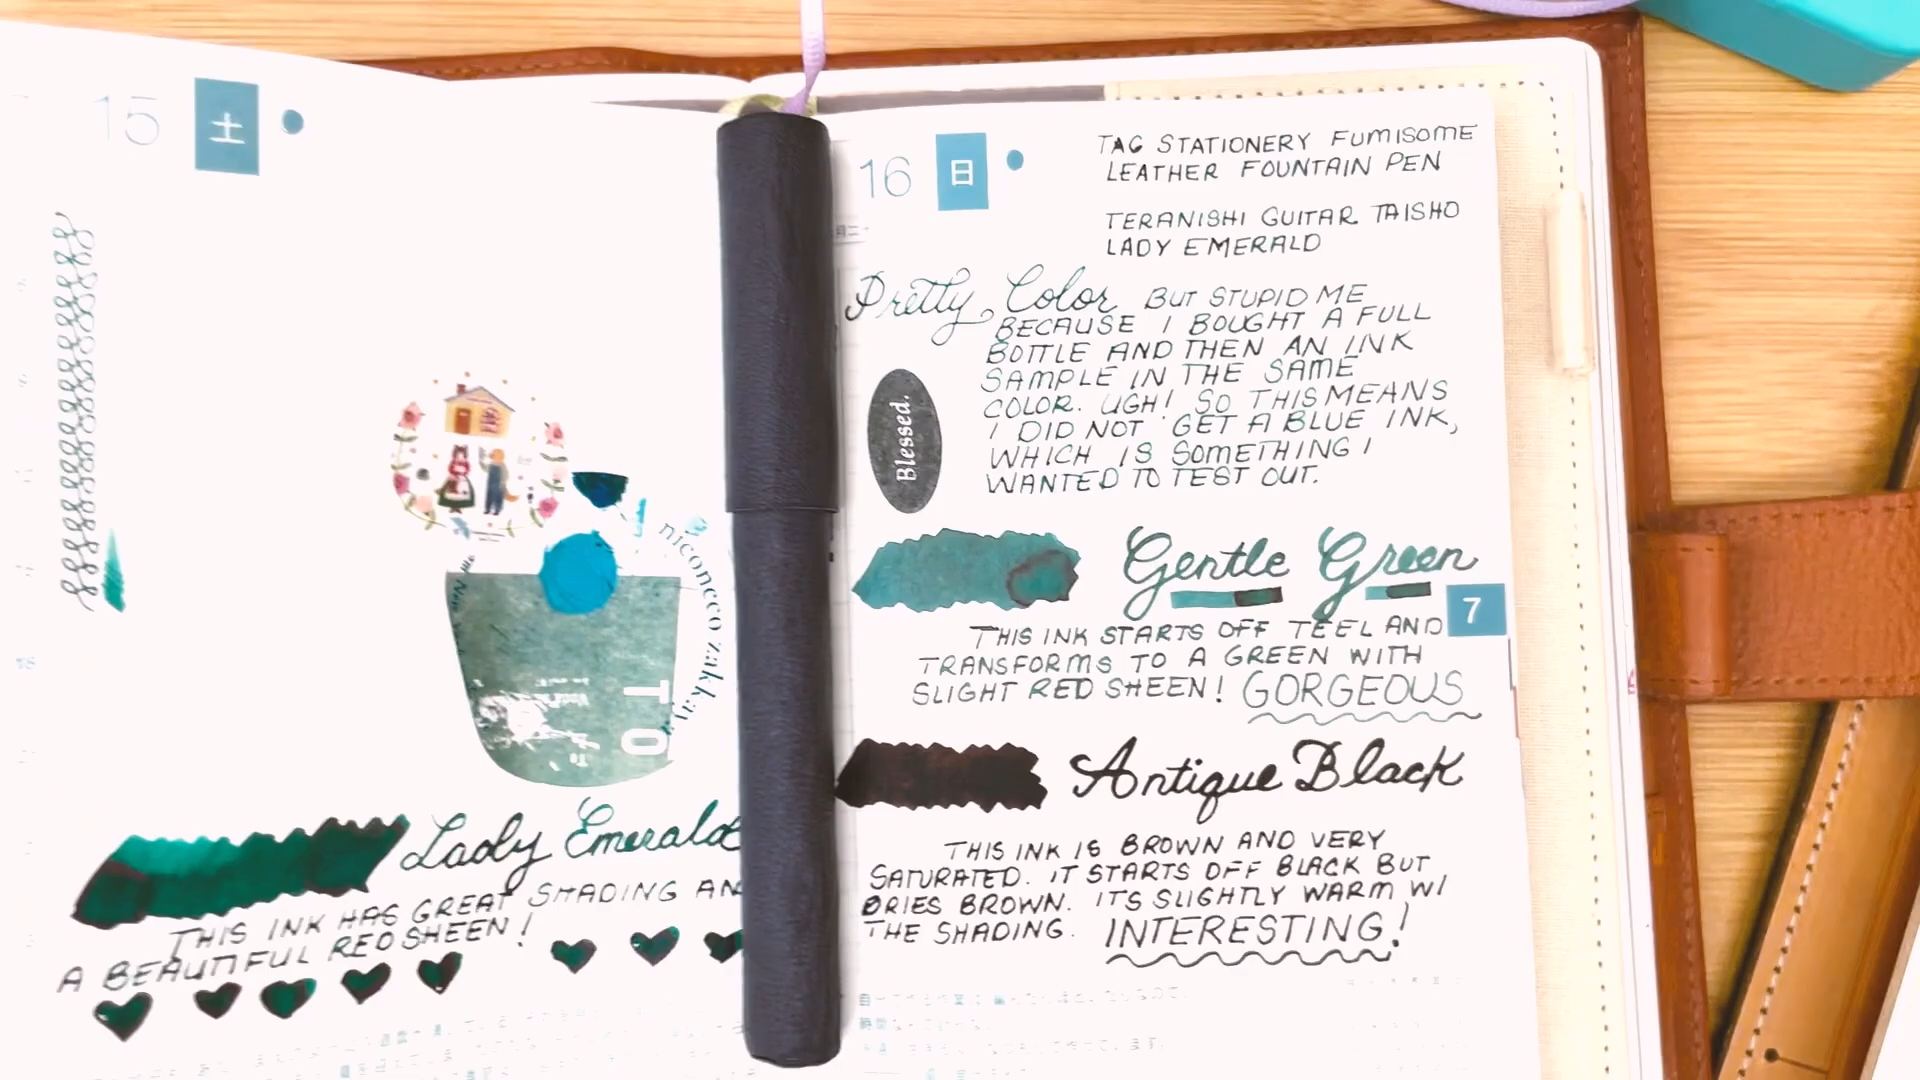 15 土
niconeco zakkaya
TO
Lady Emerald
THIS INK HAS GREAT SHADING AN
A BEAUTIFUL RED SHEEN!
16 日
TAG STATIONERY FUMISOME
LEATHER FOUNTAIN PEN
TERANISHI GUITAR TAISHO
LADY EMERALD
Pretty Color BUT STUPID ME
BECAUSE I BOUGHT A FULL
BOTTLE AND THEN AN INK
SAMPLE IN THE SAME
COLOR. UGH! SO THIS MEANS
I DID NOT GET A BLUE INK,
WHICH IS SOMETHING I
WANTED TO TEST OUT.
Blessed.
Gentle Green
7
THIS INK STARTS OFF TEEL AND
TRANSFORMS TO A GREEN WITH
SLIGHT RED SHEEN! GORGEOUS
Antique Black
THIS INK IS BROWN AND VERY
SATURATED. IT STARTS OFF BLACK BUT
DRIES BROWN. IT'S SLIGHTLY WARM W/
THE SHADING. INTERESTING!